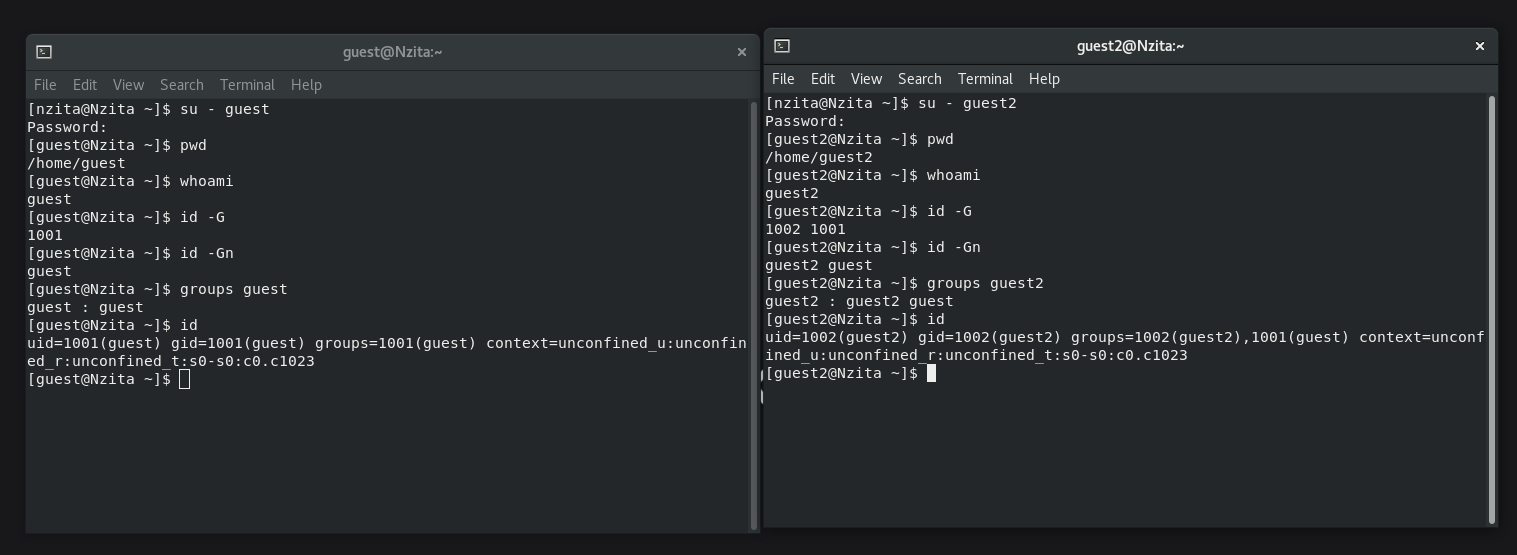 guest@Nzita:~
File Edit View Search Terminal Help
[nzita@Nzita ~]$ su - guest
Password:
[guest@Nzita ~]$ pwd
/home/guest
[guest@Nzita ~]$ whoami
guest
[guest@Nzita ~]$ id -G
1001
[guest@Nzita ~]$ id -Gn
guest
[guest@Nzita ~]$ groups guest
guest : guest
[guest@Nzita ~]$ id
uid=1001(guest) gid=1001(guest) groups=1001(guest) context=unconfined_u:unconfin
ed_r:unconfined_t:s0-s0:c0.c1023
[guest@Nzita ~]$
guest2@Nzita:~
File Edit View Search Terminal Help
[nzita@Nzita ~]$ su - guest2
Password:
[guest2@Nzita ~]$ pwd
/home/guest2
[guest2@Nzita ~]$ whoami
guest2
[guest2@Nzita ~]$ id -G
1002 1001
[guest2@Nzita ~]$ id -Gn
guest2 guest
[guest2@Nzita ~]$ groups guest2
guest2 : guest2 guest
[guest2@Nzita ~]$ id
uid=1002(guest2) gid=1002(guest2) groups=1002(guest2),1001(guest) context=unconf
ined_u:unconfined_r:unconfined_t:s0-s0:c0.c1023
[guest2@Nzita ~]$